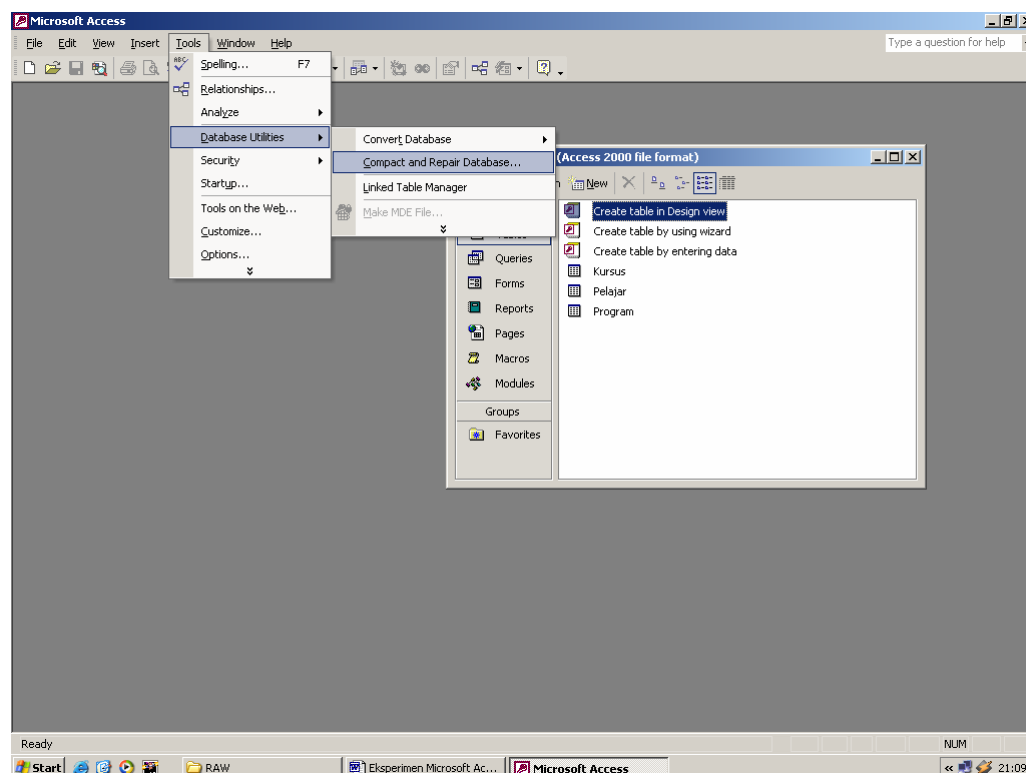 Microsoft Access
File Edit View Insert Tools Window Help
Type a question for help
ABC
Spelling... F7
Relationships...
Analyze
Database Utilities
Security
Startup...
Tools on the Web...
Customize...
Options...
Convert Database
Compact and Repair Database...
Linked Table Manager
Make MDE File...
(Access 2000 file format)
New
Create table in Design view
Create table by using wizard
Create table by entering data
Kursus
Pelajar
Program
Queries
Forms
Reports
Pages
Macros
Modules
Groups
Favorites
Ready
NUM
Start
RAW
Eksperimen Microsoft Ac...
Microsoft Access
21:09